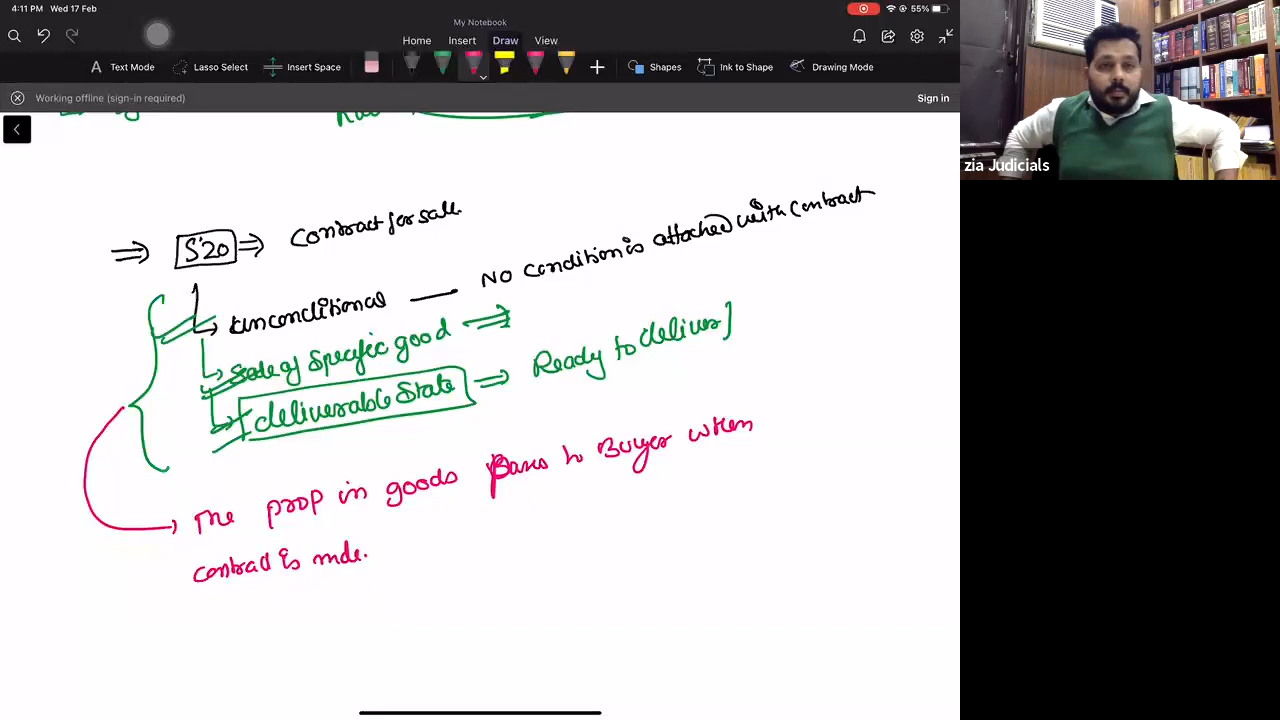 4:11 PM Wed 17 Feb
55%
My Notebook
Home Insert Draw View
Text Mode Lasso Select Insert Space Shapes Ink to Shape Drawing Mode
Working offline (sign-in required) Sign in
zia Judicials
⇒ S'20 ⇒ Contract for sale.
Unconditional — No condition is attached with contract
Sale of Specific good ⇒
deliverable State ⇒ Ready to deliver]
The prop in goods to Buyer when
contract is mde.